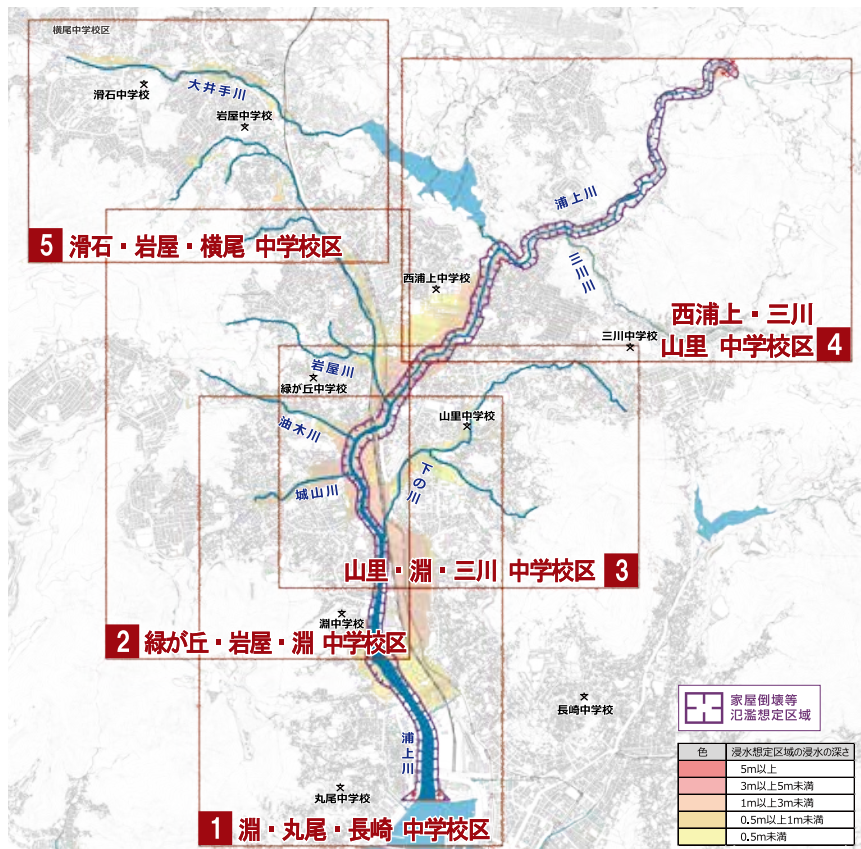 横尾中学校区
滑石中学校
大井手川
岩屋中学校
浦上川
5 滑石・岩屋・横尾 中学校区
西浦上中学校
三川川
西浦上・三川
山里 中学校区 4
三川中学校
岩屋川
緑が丘中学校
山里中学校
油木川
下の川
城山川
山里・淵・三川 中学校区 3
淵中学校
2 緑が丘・岩屋・淵 中学校区
長崎中学校
家屋倒壊等
氾濫想定区域
浦上川
丸尾中学校
1 淵・丸尾・長崎 中学校区
色 浸水想定区域の浸水の深さ
5m以上
3m以上5m未満
1m以上3m未満
0.5m以上1m未満
0.5m未満